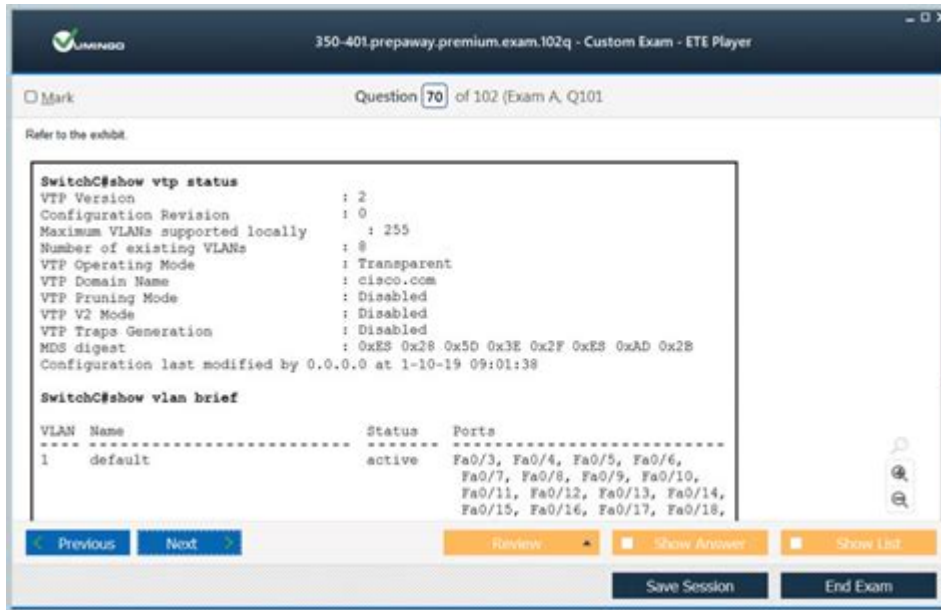 VUMINGO
350-401.prepaway.premium.exam.102q - Custom Exam - ETE Player
Mark
Question 70 of 102 (Exam A, Q101
Refer to the exhibit.
SwitchC#show vtp status
VTP Version : 2
Configuration Revision : 0
Maximum VLANs supported locally : 255
Number of existing VLANs : 8
VTP Operating Mode : Transparent
VTP Domain Name : cisco.com
VTP Pruning Mode : Disabled
VTP V2 Mode : Disabled
VTP Traps Generation : Disabled
MDS digest : 0xES 0x28 0x5D 0x3E 0x2F 0xES 0xAD 0x2B
Configuration last modified by 0.0.0.0 at 1-10-19 09:01:38
SwitchC#show vlan brief
VLAN Name Status Ports
---- -------------------------------- --------- -------------------------------
1 default active Fa0/3, Fa0/4, Fa0/5, Fa0/6,
Fa0/7, Fa0/8, Fa0/9, Fa0/10,
Fa0/11, Fa0/12, Fa0/13, Fa0/14,
Fa0/15, Fa0/16, Fa0/17, Fa0/18,
Previous Next Review Show Answer Show List
Save Session End Exam